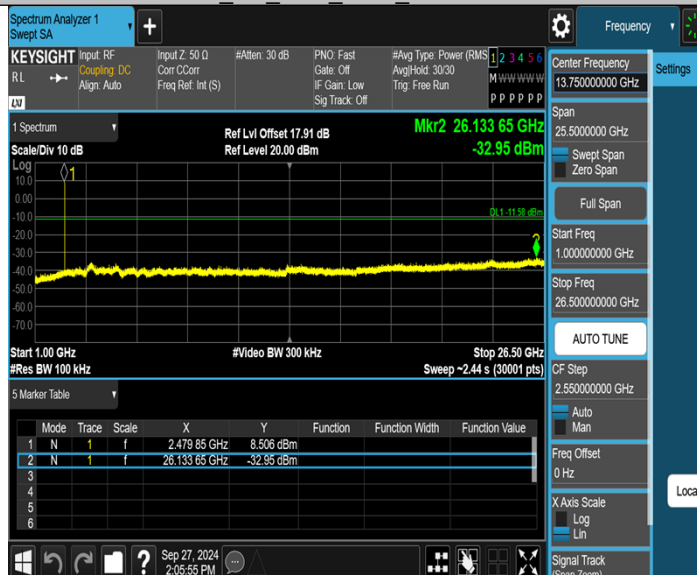 Spectrum Analyzer 1
Swept SA
+
Frequency
KEYSIGHT
RL
LXI
Input: RF
Coupling: DC
Align: Auto
Input Z: 50 Ω
Corr CCorr
Freq Ref: Int (S)
#Atten: 30 dB
PNO: Fast
Gate: Off
IF Gain: Low
Sig Track: Off
#Avg Type: Power (RMS
Avg|Hold: 30/30
Trig: Free Run
1 2 3 4 5 6
M W W W W W
P P P P P P
1 Spectrum
Scale/Div 10 dB
Ref Lvl Offset 17.91 dB
Ref Level 20.00 dBm
Mkr2 26.133 65 GHz
-32.95 dBm
Log
10.0
0.00
-10.0
-20.0
-30.0
-40.0
-50.0
-60.0
-70.0
1
DL1 -11.58 dBm
2
Start 1.00 GHz
#Res BW 100 kHz
#Video BW 300 kHz
Stop 26.50 GHz
Sweep ~2.44 s (30001 pts)
5 Marker Table
Mode Trace Scale X Y Function Function Width Function Value
1 N 1 f 2.479 85 GHz 8.506 dBm
2 N 1 f 26.133 65 GHz -32.95 dBm
3
4
5
6
?
Sep 27, 2024
2:05:55 PM
Center Frequency
13.750000000 GHz
Settings
Span
25.5000000 GHz
Swept Span
Zero Span
Full Span
Start Freq
1.000000000 GHz
Stop Freq
26.500000000 GHz
AUTO TUNE
CF Step
2.550000000 GHz
Auto
Man
Freq Offset
0 Hz
Loca
X Axis Scale
Log
Lin
Signal Track
(Span Zoom)